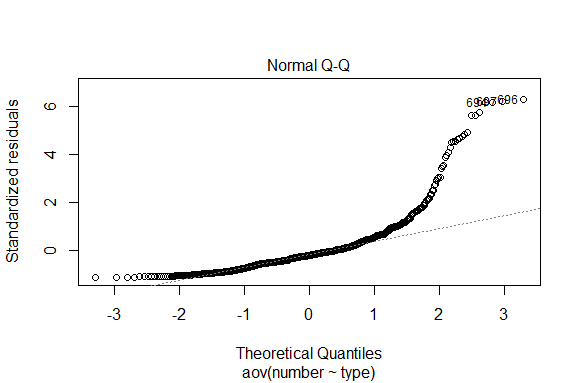 Normal Q-Q
Standardized residuals
6
4
2
0
696
-3 -2 -1 0 1 2 3
Theoretical Quantiles
aov(number ~ type)